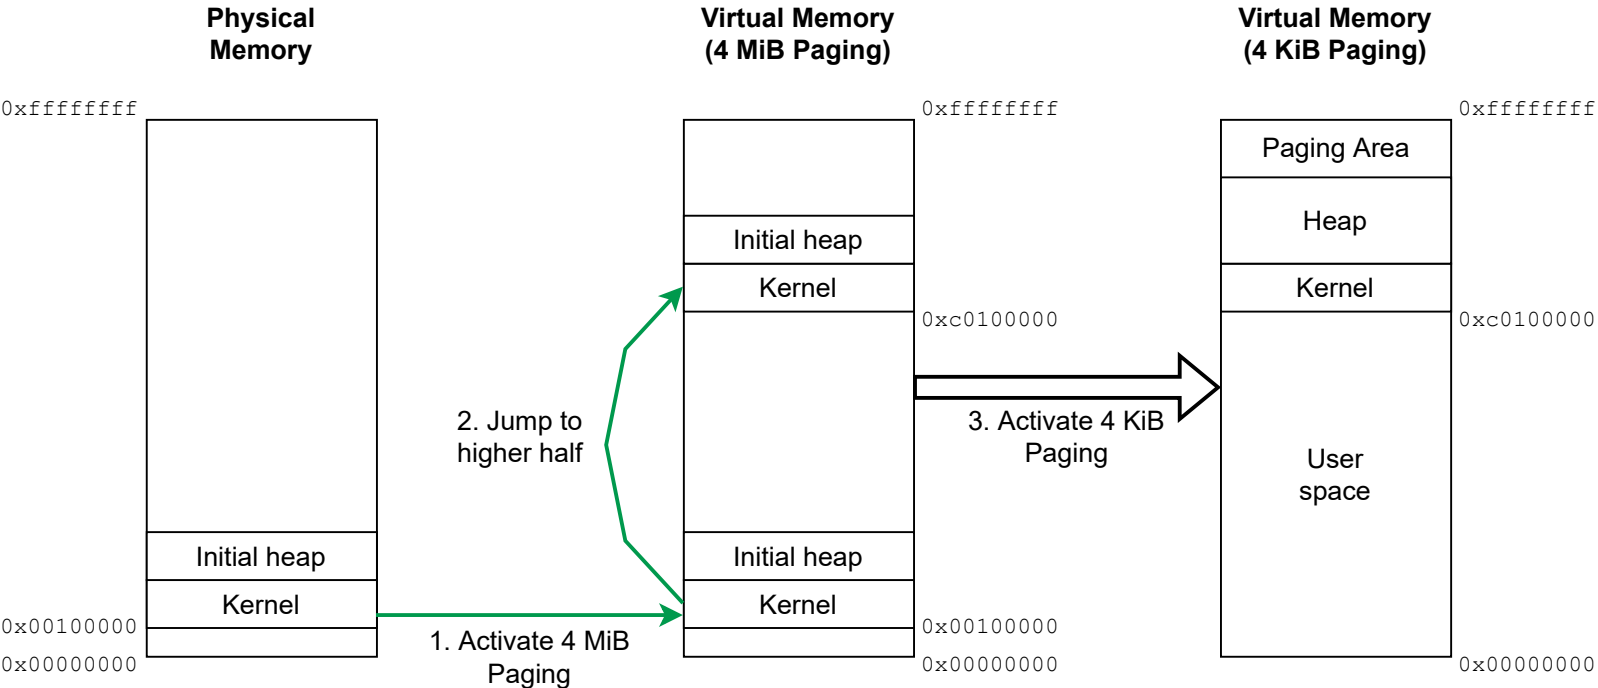 Physical
Memory
Virtual Memory
(4 MiB Paging)
Virtual Memory
(4 KiB Paging)
0xffffffff
0xffffffff
0xffffffff
Paging Area
Heap
Initial heap
Kernel
Kernel
0xc0100000
0xc0100000
2. Jump to
higher half
3. Activate 4 KiB
Paging
User
space
Initial heap
Kernel
Initial heap
Kernel
0x00100000
0x00000000
1. Activate 4 MiB
Paging
0x00100000
0x00000000
0x00000000